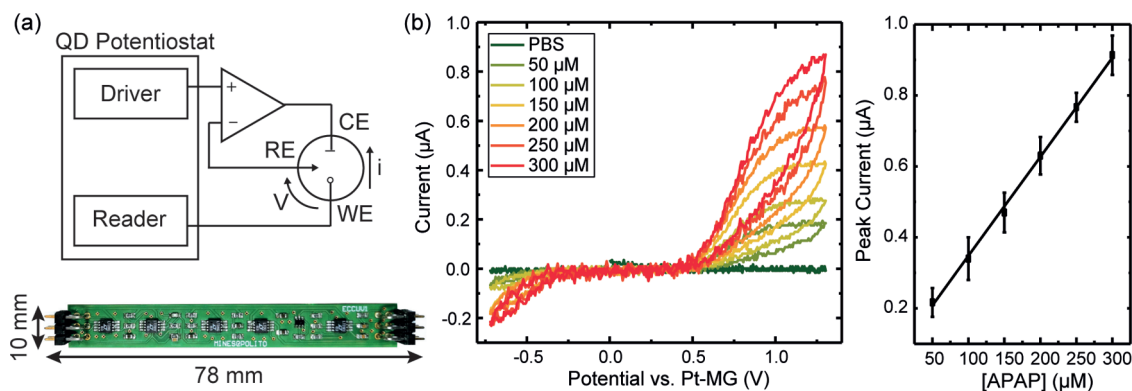 (a)
QD Potentiostat
Driver
Reader
+
−
CE
RE
V
i
WE
10 mm
78 mm
MINES@POLITO
(b)
PBS
50 µM
100 µM
150 µM
200 µM
250 µM
300 µM
1.0
0.8
0.6
0.4
0.2
0.0
-0.2
Current (µA)
-0.5
0.0
0.5
1.0
Potential vs. Pt-MG (V)
1.0
0.8
0.6
0.4
0.2
Peak Current (µA)
50
100
150
200
250
300
[APAP] (µM)